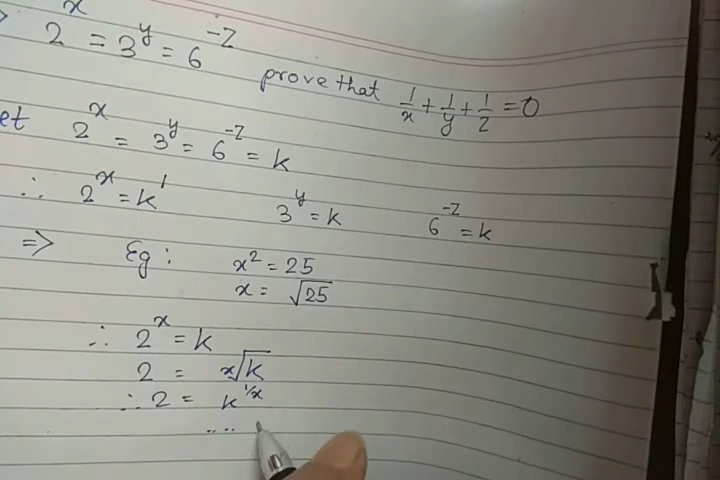 2^x = 3^y = 6^-z prove that 1/x + 1/y + 1/z = 0
et 2^x = 3^y = 6^-z = k
∴ 2^x = k^1 3^y = k 6^-z = k
=> Eg : x^2 = 25
x = √25
∴ 2^x = k
2 = x√k
∴ 2 = k^1/x